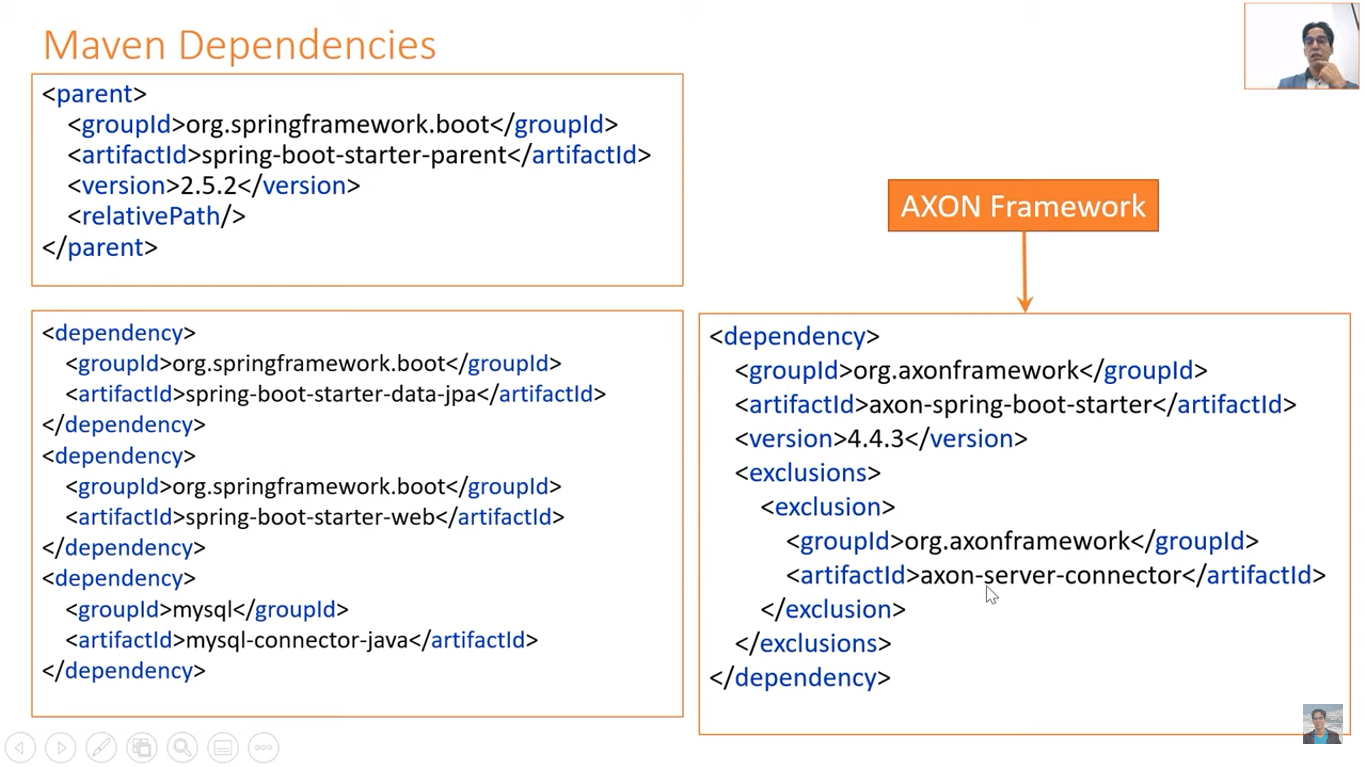 Maven Dependencies
<parent>
<groupId>org.springframework.boot</groupId>
<artifactId>spring-boot-starter-parent</artifactId>
<version>2.5.2</version>
<relativePath/>
</parent>
<dependency>
<groupId>org.springframework.boot</groupId>
<artifactId>spring-boot-starter-data-jpa</artifactId>
</dependency>
<dependency>
<groupId>org.springframework.boot</groupId>
<artifactId>spring-boot-starter-web</artifactId>
</dependency>
<dependency>
<groupId>mysql</groupId>
<artifactId>mysql-connector-java</artifactId>
</dependency>
AXON Framework
<dependency>
<groupId>org.axonframework</groupId>
<artifactId>axon-spring-boot-starter</artifactId>
<version>4.4.3</version>
<exclusions>
<exclusion>
<groupId>org.axonframework</groupId>
<artifactId>axon-server-connector</artifactId>
</exclusion>
</exclusions>
</dependency>